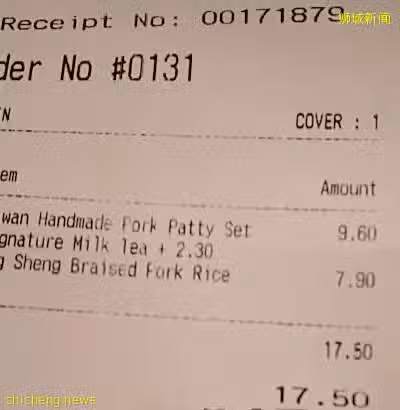 Receipt No: 00171879
狮城新闻
der No #0131
N
COVER : 1
em
Amount
wan Handmade Pork Patty Set 9.60
gnature Milk Tea + 2.30
g Sheng Braised Pork Rice 7.90
17.50
17.50
shicheng.news